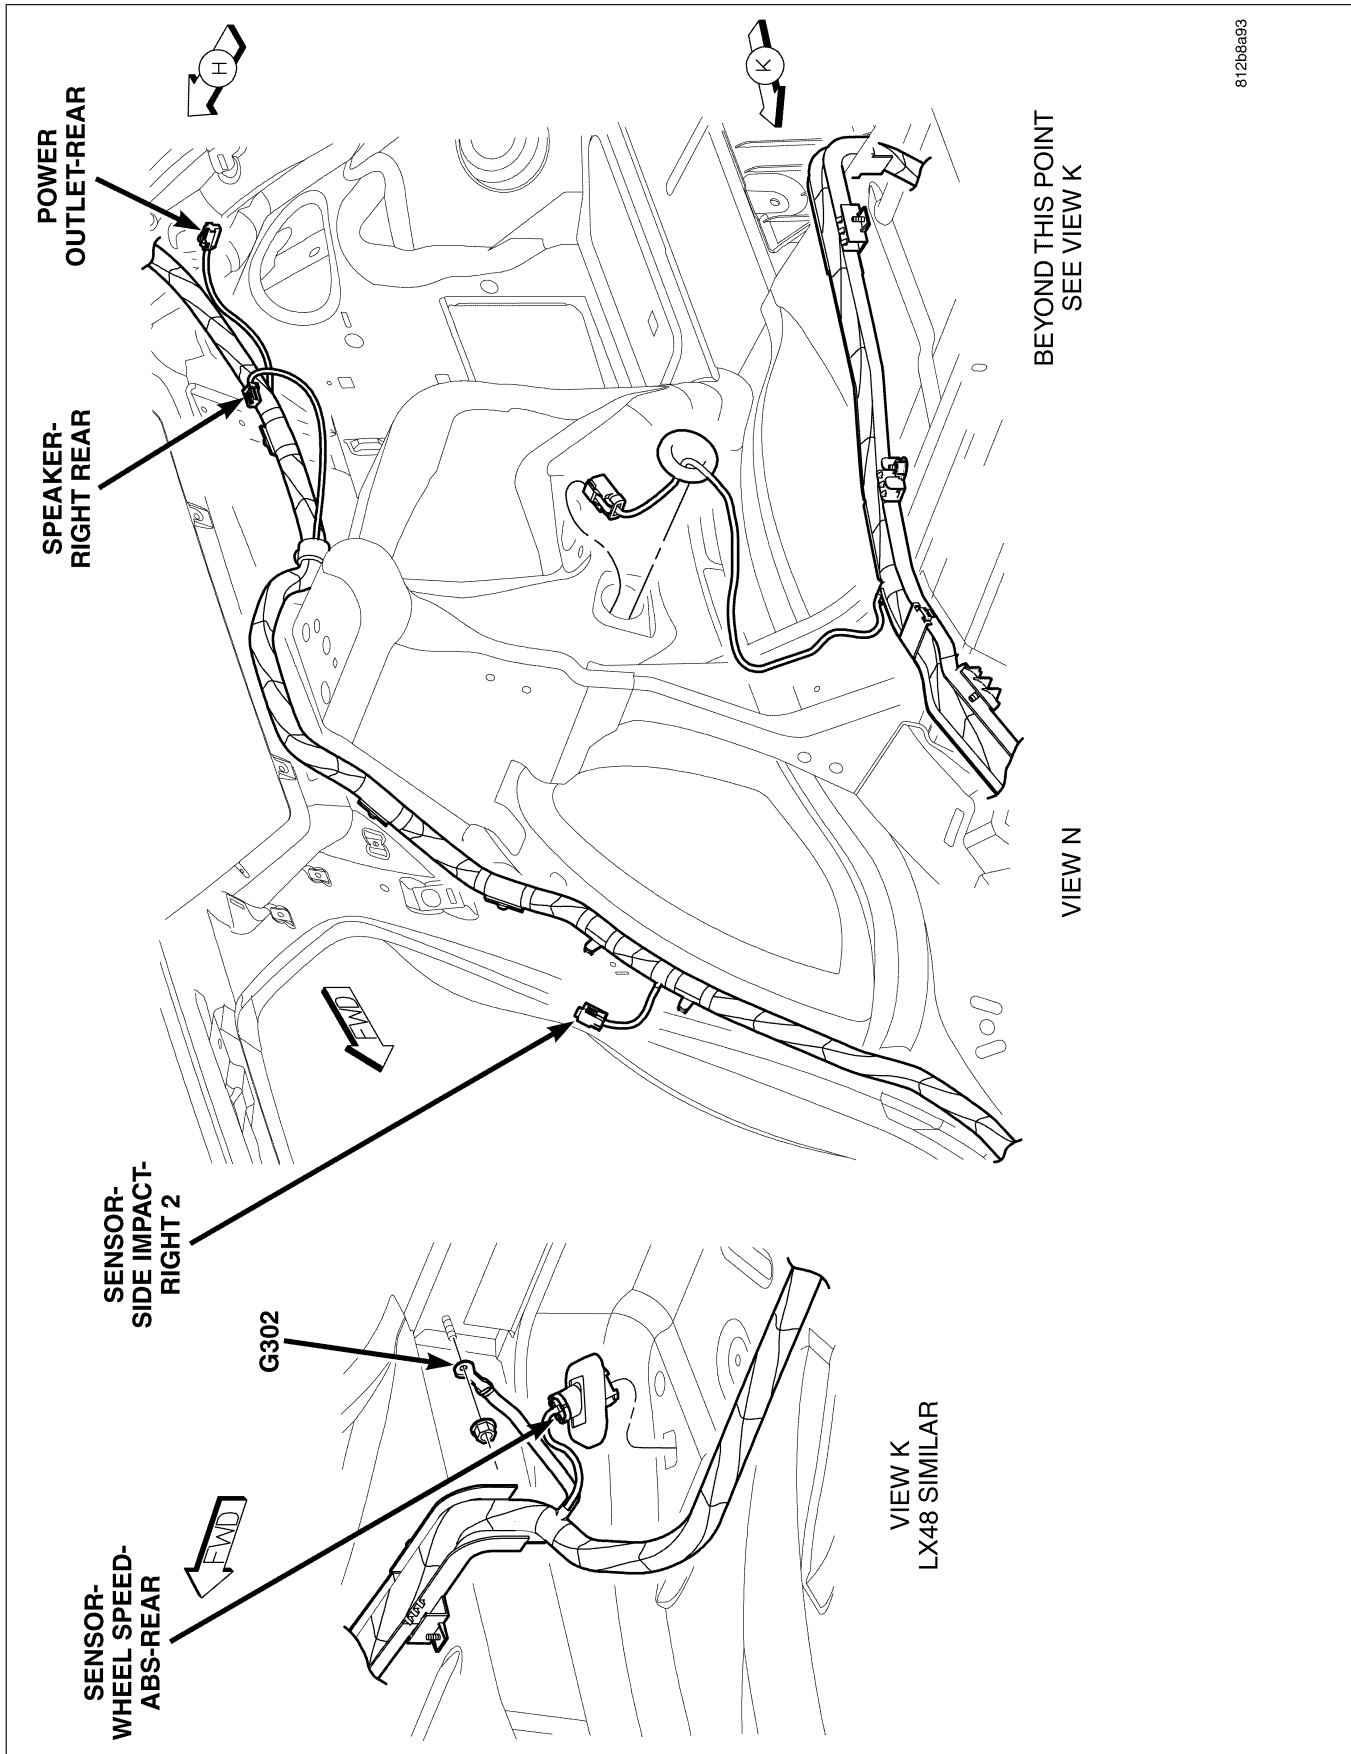 SENSOR-
WHEEL SPEED-
ABS-REAR
G302
SENSOR-
SIDE IMPACT-
RIGHT 2
SPEAKER-
RIGHT REAR
POWER
OUTLET-REAR
FWD
FWD
H
K
VIEW K
LX48 SIMILAR
VIEW N
BEYOND THIS POINT
SEE VIEW K
812b8a93